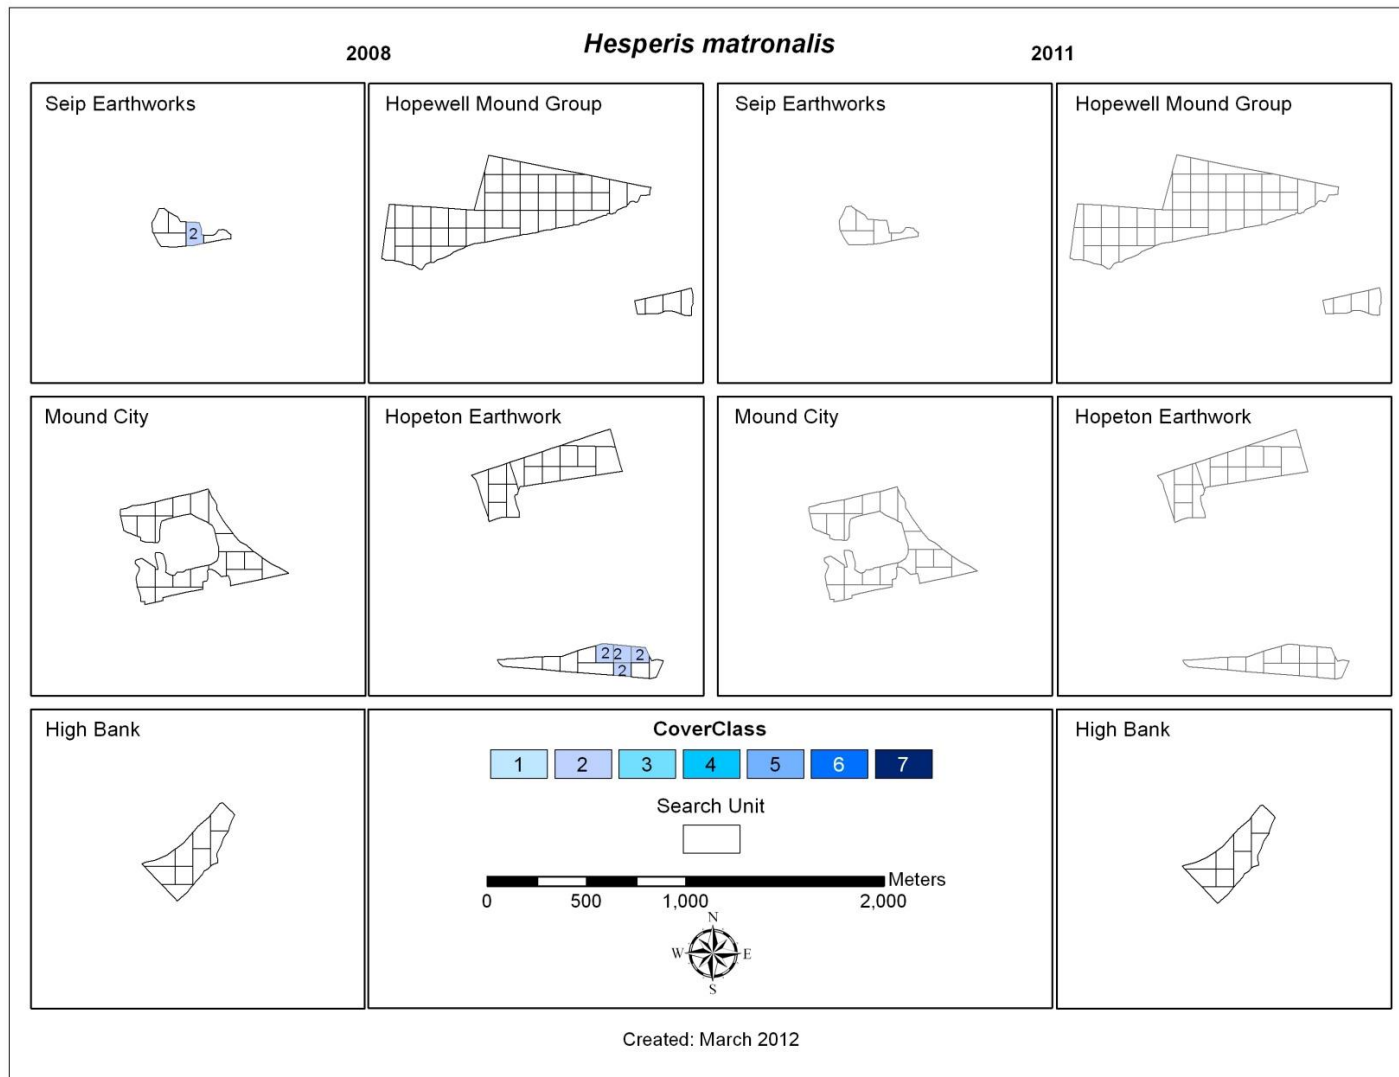 Hesperis matronalis
2008
2011
Seip Earthworks
Hopewell Mound Group
Seip Earthworks
Hopewell Mound Group
2
Mound City
Hopeton Earthwork
Mound City
Hopeton Earthwork
2 2 2
2
High Bank
CoverClass
High Bank
1 2 3 4 5 6 7
Search Unit
Meters
0 500 1,000 2,000
N
W E
S
Created: March 2012